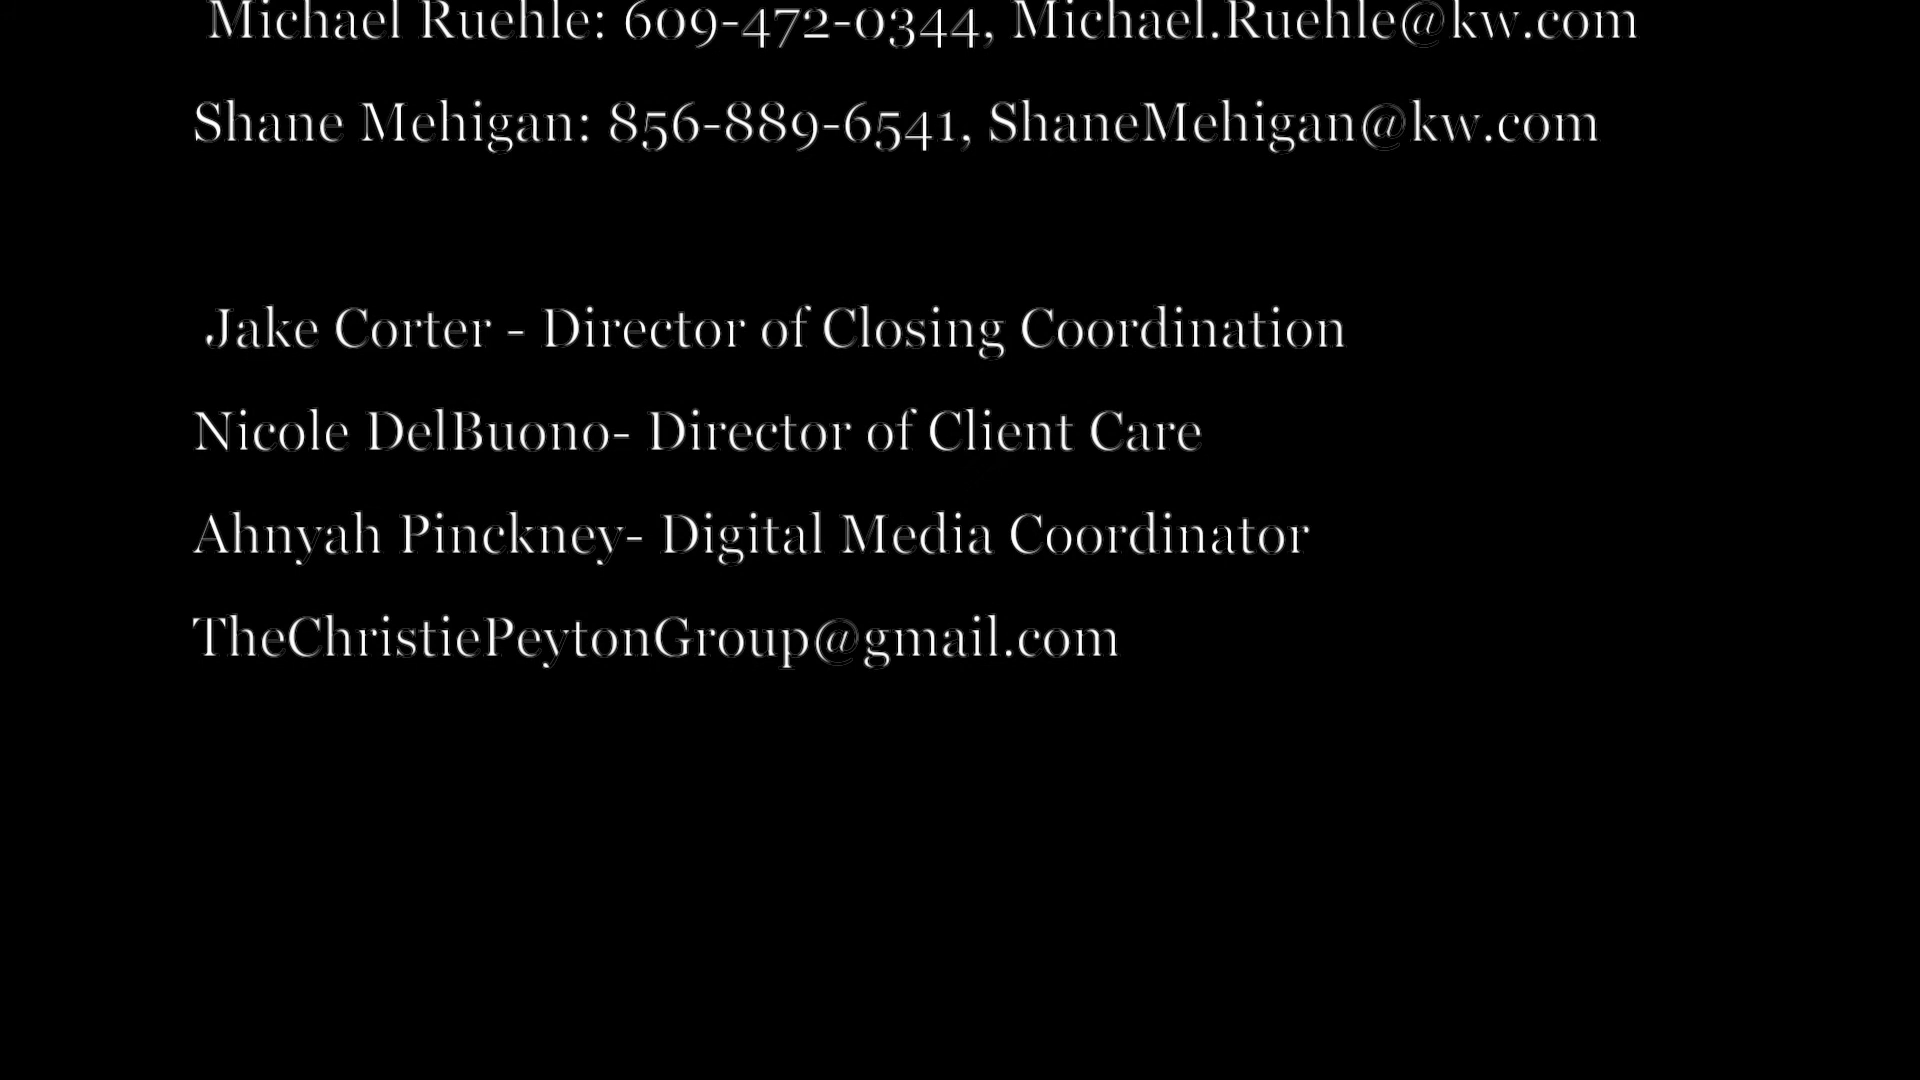 Michael Ruehle: 609-472-0344, Michael.Ruehle@kw.com
Shane Mehigan: 856-889-6541, ShaneMehigan@kw.com
Jake Corter - Director of Closing Coordination
Nicole DelBuono- Director of Client Care
Ahnyah Pinckney- Digital Media Coordinator
TheChristiePeytonGroup@gmail.com